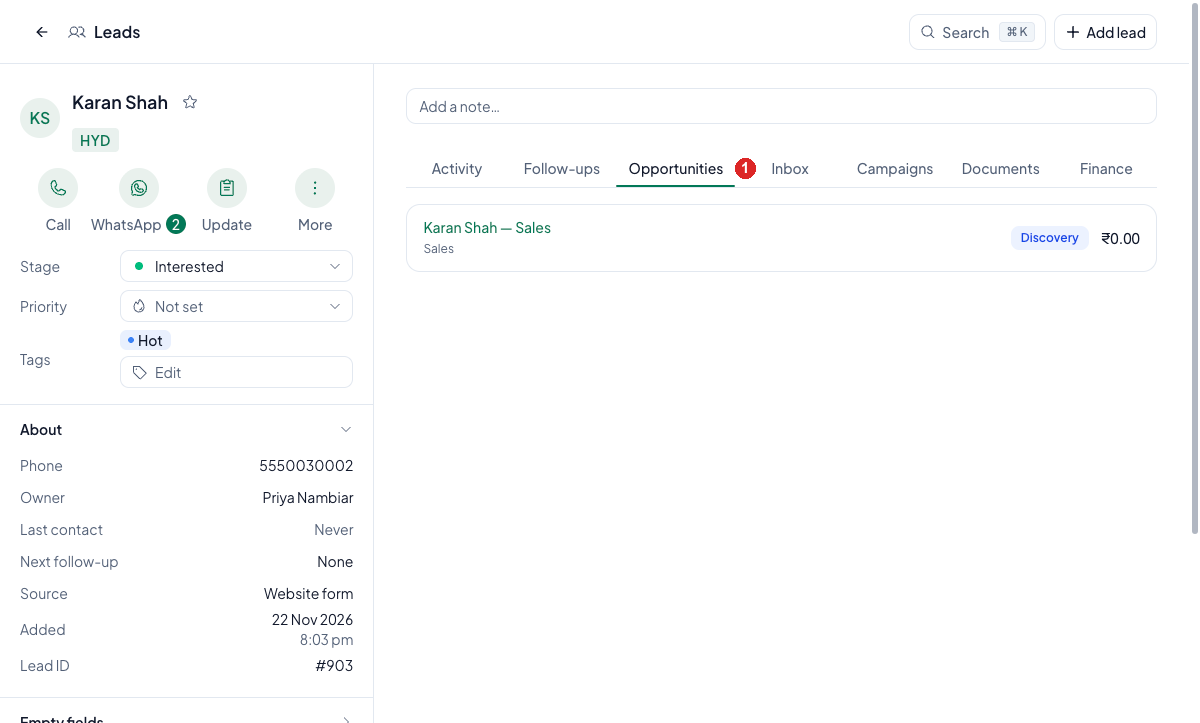 Leads
Search ⌘ K
Add lead
KS
Karan Shah
HYD
Call
WhatsApp 2
Update
More
Stage
Interested
Priority
Not set
Tags
Hot
Edit
About
Phone 5550030002
Owner Priya Nambiar
Last contact Never
Next follow-up None
Source Website form
Added 22 Nov 2026
8:03 pm
Lead ID #903
Empty fields
Add a note...
Activity Follow-ups Opportunities 1 Inbox Campaigns Documents Finance
Karan Shah — Sales
Sales
Discovery ₹0.00